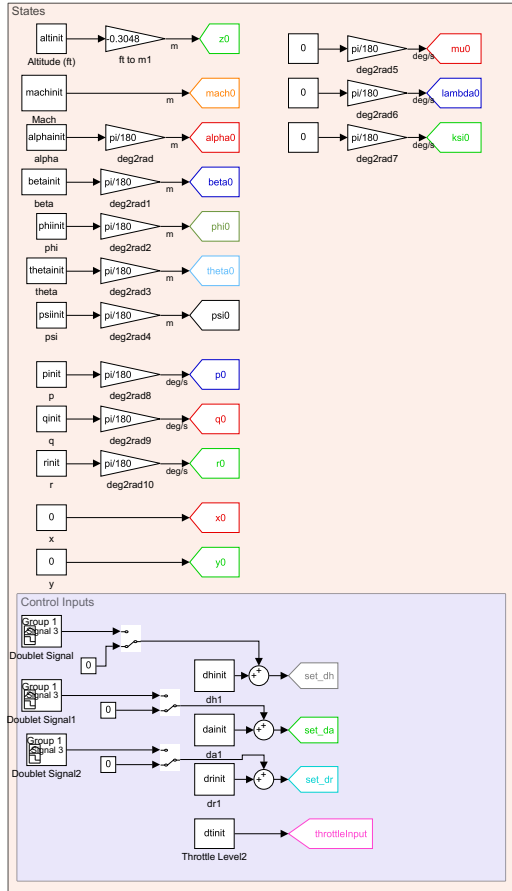 States
altinit
-0.3048
m
z0
Altitude (ft)
ft to m1
machinit
m
mach0
Mach
alphainit
pi/180
m
alpha0
alpha
deg2rad
betainit
pi/180
m
beta0
beta
deg2rad1
phiinit
pi/180
m
phi0
phi
deg2rad2
thetainit
pi/180
m
theta0
theta
deg2rad3
psiinit
pi/180
m
psi0
psi
deg2rad4
pinit
pi/180
deg/s
p0
p
deg2rad8
qinit
pi/180
deg/s
q0
q
deg2rad9
rinit
pi/180
deg/s
r0
r
deg2rad10
0
x0
x
0
y0
y
0
pi/180
deg/s
mu0
deg2rad5
0
pi/180
deg/s
lambda0
deg2rad6
0
pi/180
deg/s
ksi0
deg2rad7
Control Inputs
Group 1
Signal 3
Doublet Signal
0
dhinit
++
set_dh
dh1
Group 1
Signal 3
Doublet Signal1
0
dainit
++
set_da
da1
Group 1
Signal 3
Doublet Signal2
0
drinit
++
set_dr
dr1
dtinit
throttleInput
Throttle Level2